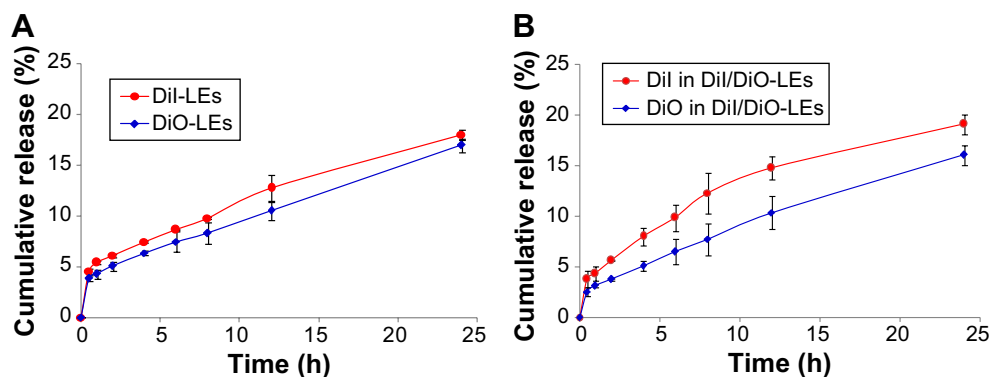 A
Cumulative release (%)
25
20
15
10
5
0
DiI-LEs
DiO-LEs
0 5 10 15 20 25
Time (h)
B
Cumulative release (%)
25
20
15
10
5
0
DiI in DiI/DiO-LEs
DiO in DiI/DiO-LEs
0 5 10 15 20 25
Time (h)